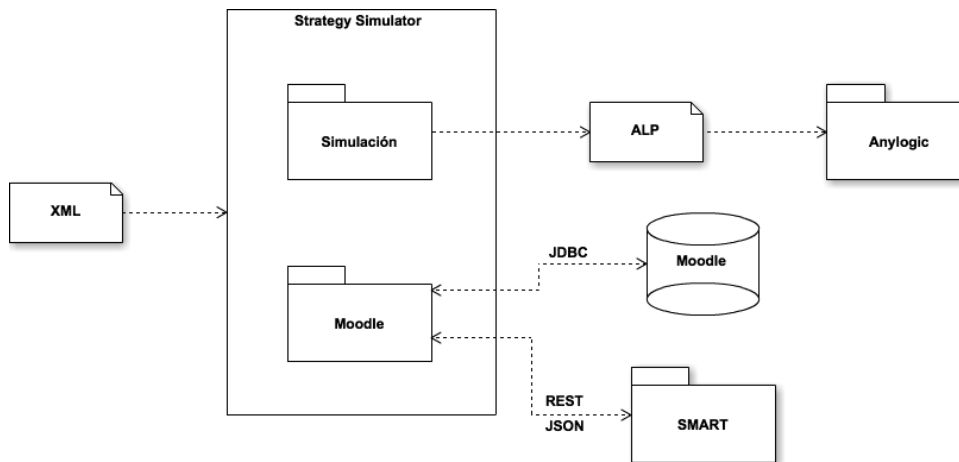 Strategy Simulator
Simulación
ALP
Anylogic
XML
JDBC
Moodle
Moodle
REST
JSON
SMART